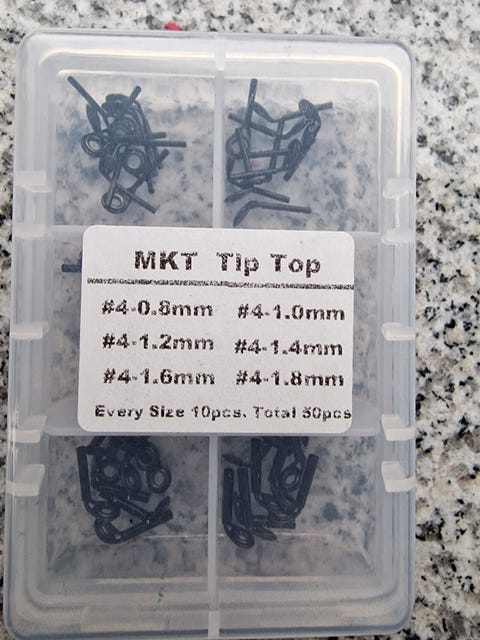 MKT Tip Top
#4-0.8mm #4-1.0mm
#4-1.2mm #4-1.4mm
#4-1.6mm #4-1.8mm
Every Size 10pcs. Total 60pcs